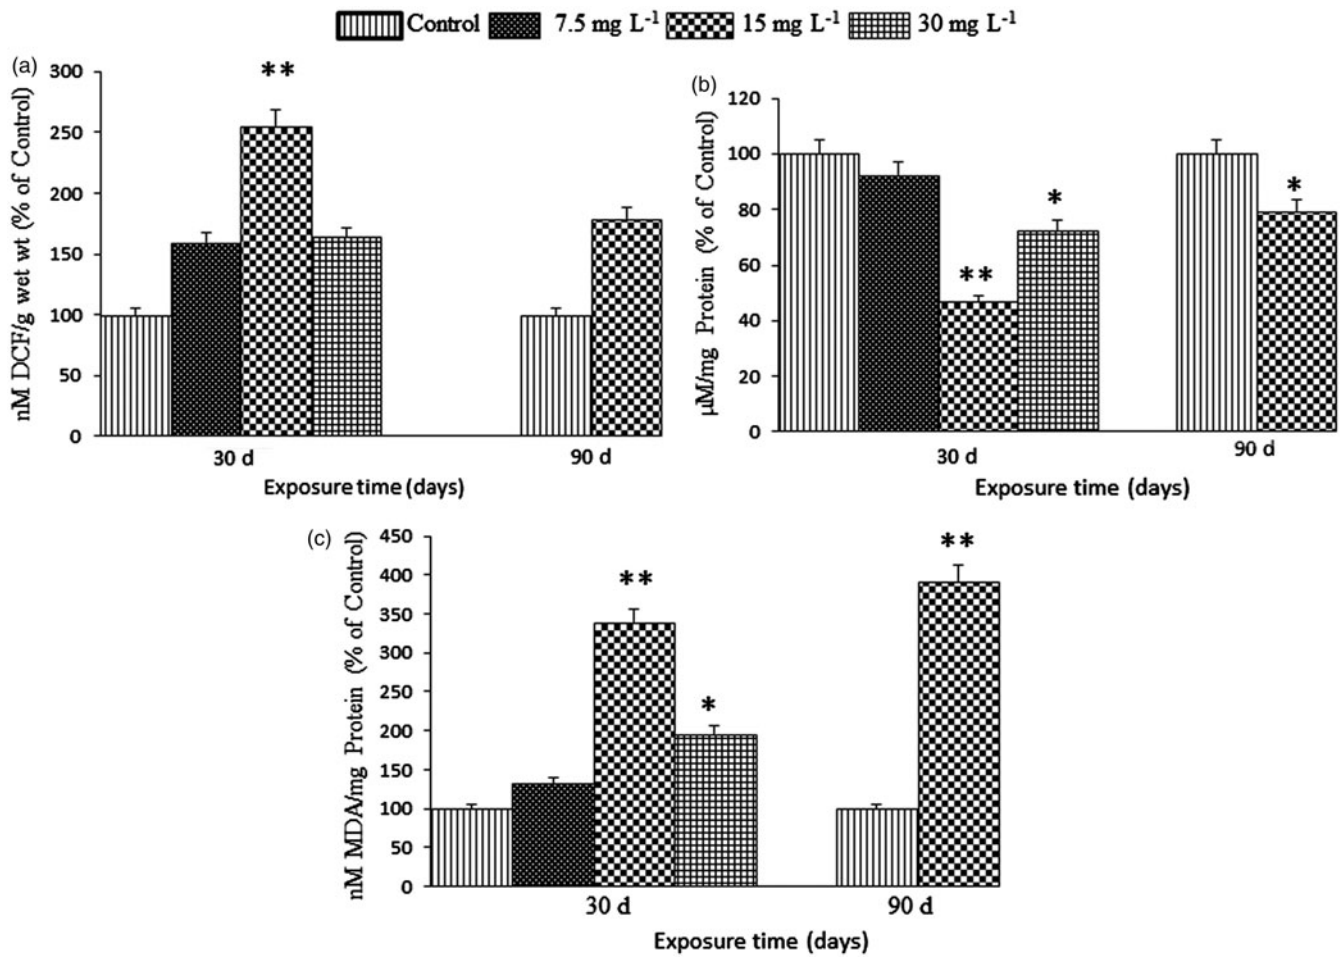 Control 7.5 mg L-1 15 mg L-1 30 mg L-1
(a)
nM DCF/g wet wt (% of Control)
300
250
200
150
100
50
0
**
30 d 90 d
Exposure time (days)
(b)
µM/mg Protein (% of Control)
120
100
80
60
40
20
0
**
*
*
30 d 90 d
Exposure time (days)
(c)
nM MDA/mg Protein (% of Control)
450
400
350
300
250
200
150
100
50
0
**
*
**
30 d 90 d
Exposure time (days)